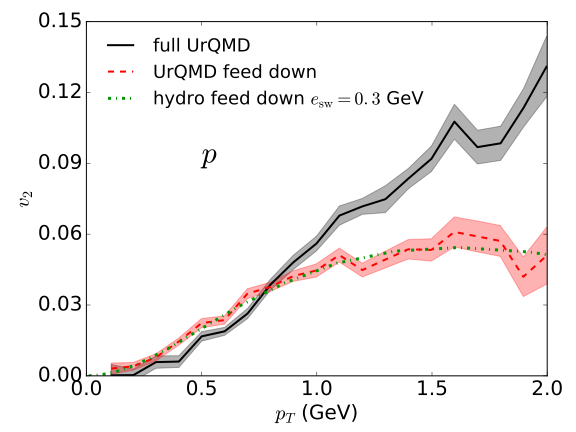 0.15
0.12
0.09
0.06
0.03
0.00
v₂
full UrQMD
UrQMD feed down
hydro feed down e_sw = 0.3 GeV
p
0.0 0.5 1.0 1.5 2.0
p_T (GeV)